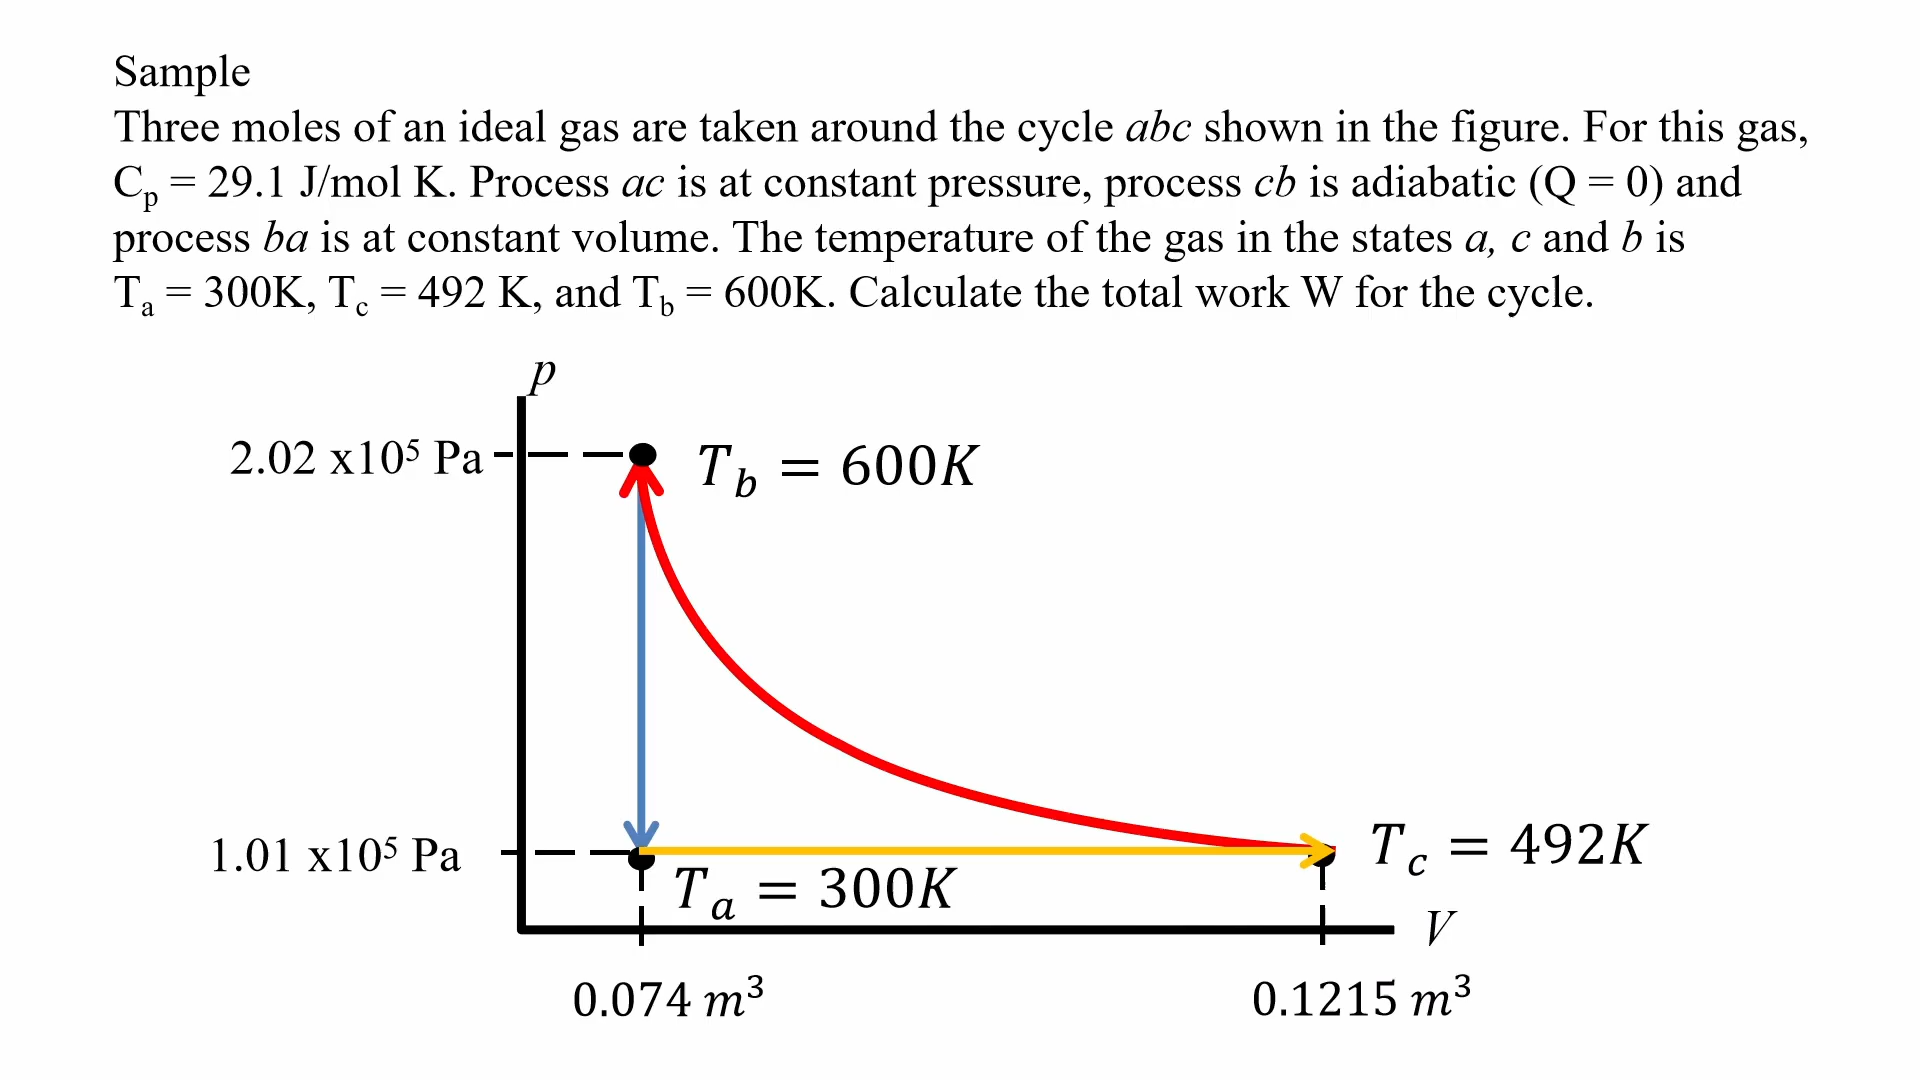 Sample
Three moles of an ideal gas are taken around the cycle abc shown in the figure. For this gas,
Cₚ = 29.1 J/mol K. Process ac is at constant pressure, process cb is adiabatic (Q = 0) and
process ba is at constant volume. The temperature of the gas in the states a, c and b is
Tₐ = 300K, T_c = 492 K, and T_b = 600K. Calculate the total work W for the cycle.
p
2.02 x10⁵ Pa
T_b = 600K
1.01 x10⁵ Pa
T_c = 492K
Tₐ = 300K
V
0.074 m³
0.1215 m³